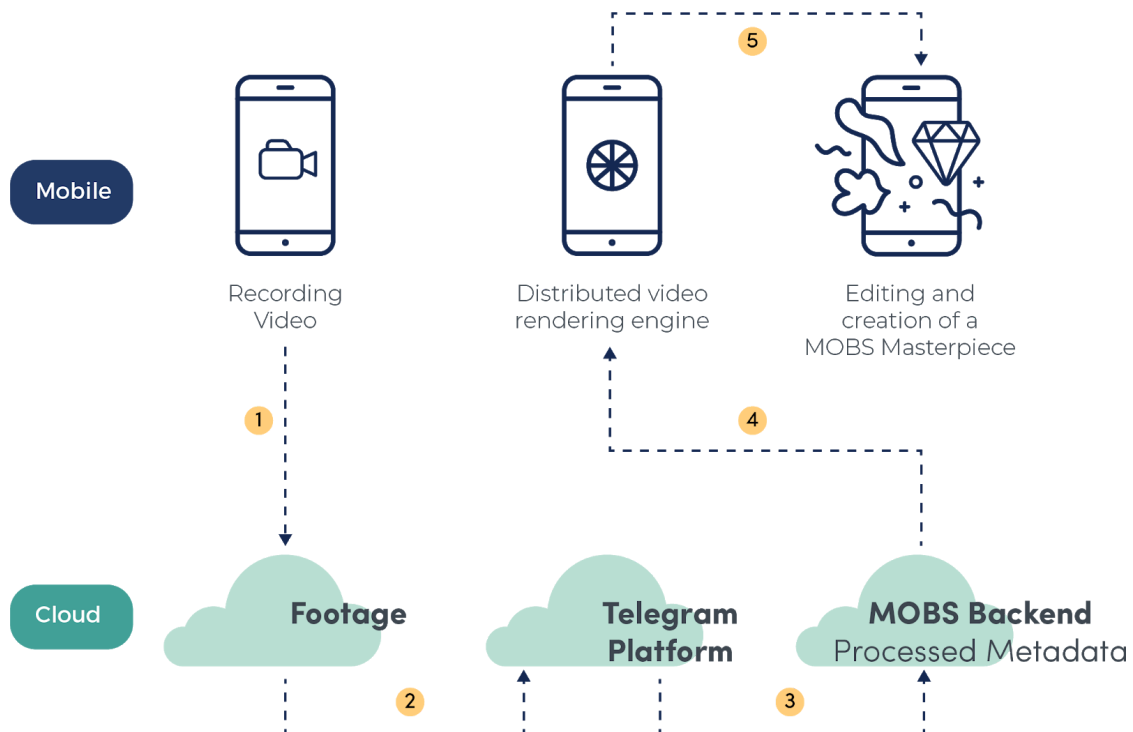 5
Mobile
Recording
Video
Distributed video
rendering engine
Editing and
creation of a
MOBS Masterpiece
1
4
Cloud
Footage
Telegram
Platform
MOBS Backend
Processed Metadata
2
3